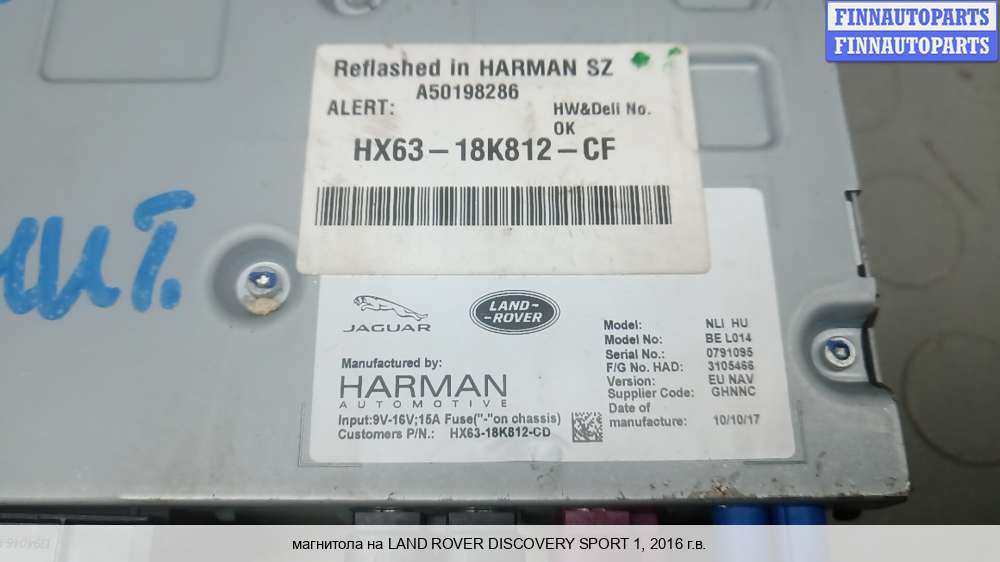 FINNAUTOPARTS
FINNAUTOPARTS
Reflashed in HARMAN SZ
A50198286
ALERT:
HW&Deli No.
OK
HX63-18K812-CF
JAGUAR
LAND-
-ROVER
Manufactured by:
HARMAN
AUTOMOTIVE
Input:9V-16V;15A Fuse("-"on chassis)
Customers P/N.: HX63-18K812-CD
Model: NLI HU
Model No: BE L014
Serial No.: 0791095
F/G No. HAD: 3105466
Version: EU NAV
Supplier Code: GHNNC
Date of
manufacture: 10/10/17
магнитола на LAND ROVER DISCOVERY SPORT 1, 2016 г.в.